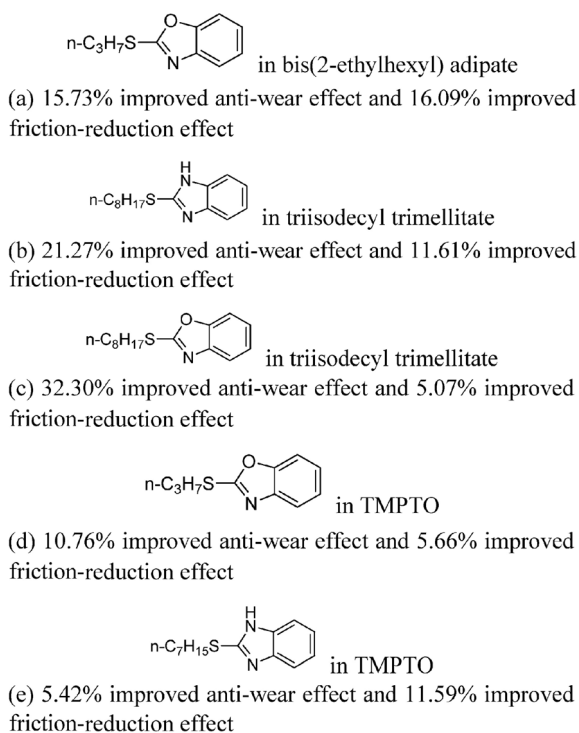 O
n-C3H7S
N
in bis(2-ethylhexyl) adipate
(a) 15.73% improved anti-wear effect and 16.09% improved
friction-reduction effect
H
N
n-C8H17S
N
in triisodecyl trimellitate
(b) 21.27% improved anti-wear effect and 11.61% improved
friction-reduction effect
O
n-C8H17S
N
in triisodecyl trimellitate
(c) 32.30% improved anti-wear effect and 5.07% improved
friction-reduction effect
O
n-C3H7S
N
in TMPTO
(d) 10.76% improved anti-wear effect and 5.66% improved
friction-reduction effect
H
N
n-C7H15S
N
in TMPTO
(e) 5.42% improved anti-wear effect and 11.59% improved
friction-reduction effect